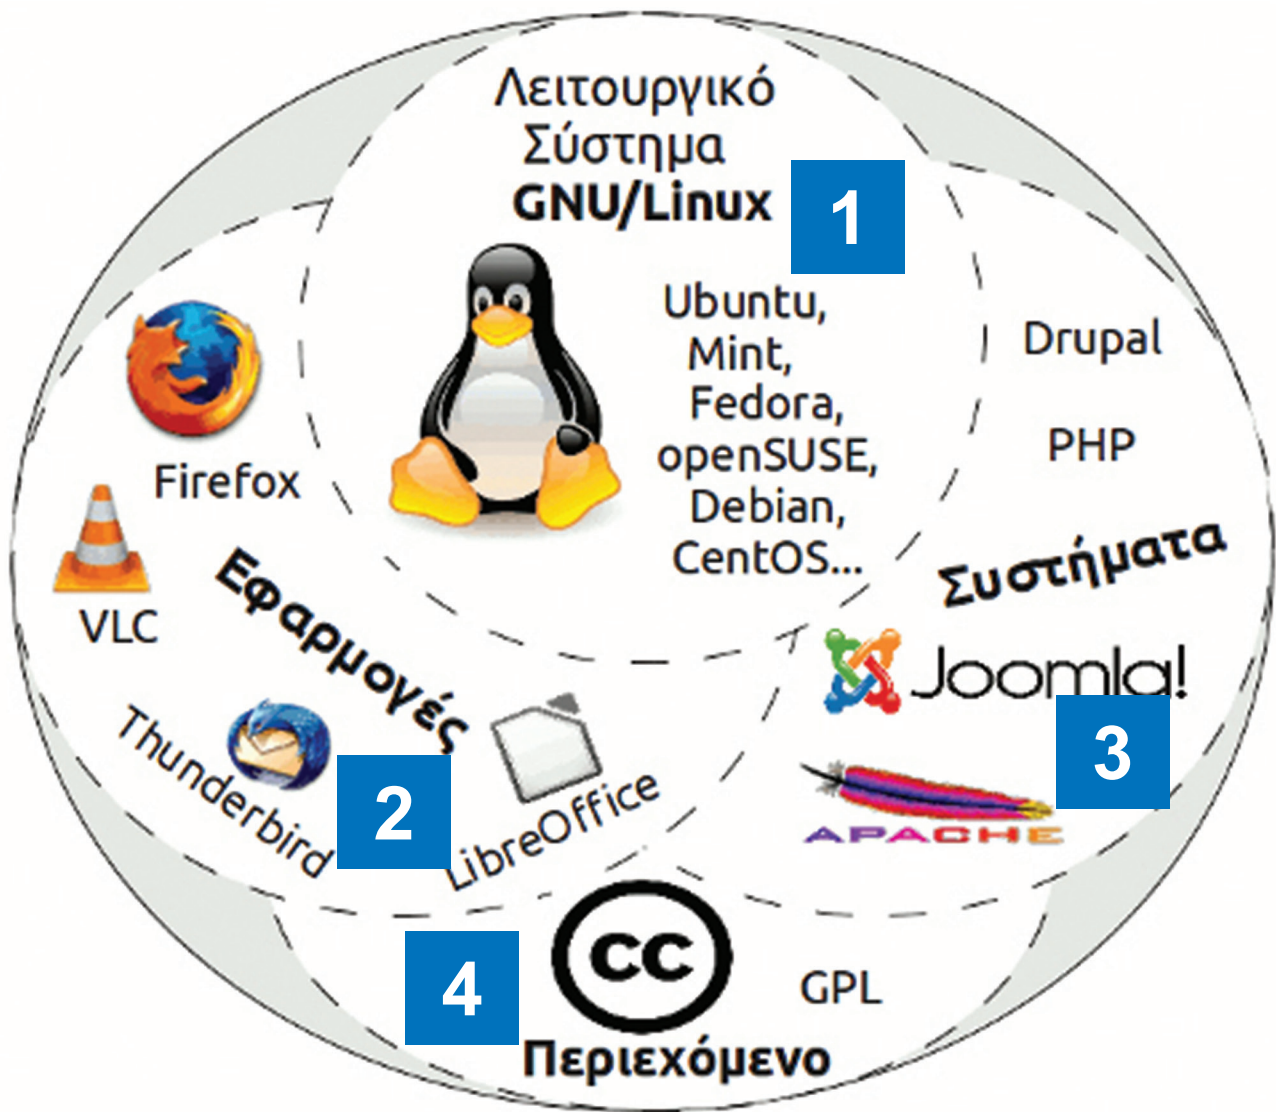 Λειτουργικό
Σύστημα
GNU/Linux
1
Ubuntu,
Mint,
Fedora,
openSUSE,
Debian,
CentOS...
Firefox
VLC
Εφαρμογές
Thunderbird
2
LibreOffice
Drupal
PHP
Συστήματα
Joomla!
3
APACHE
4
cc
GPL
Περιεχόμενο